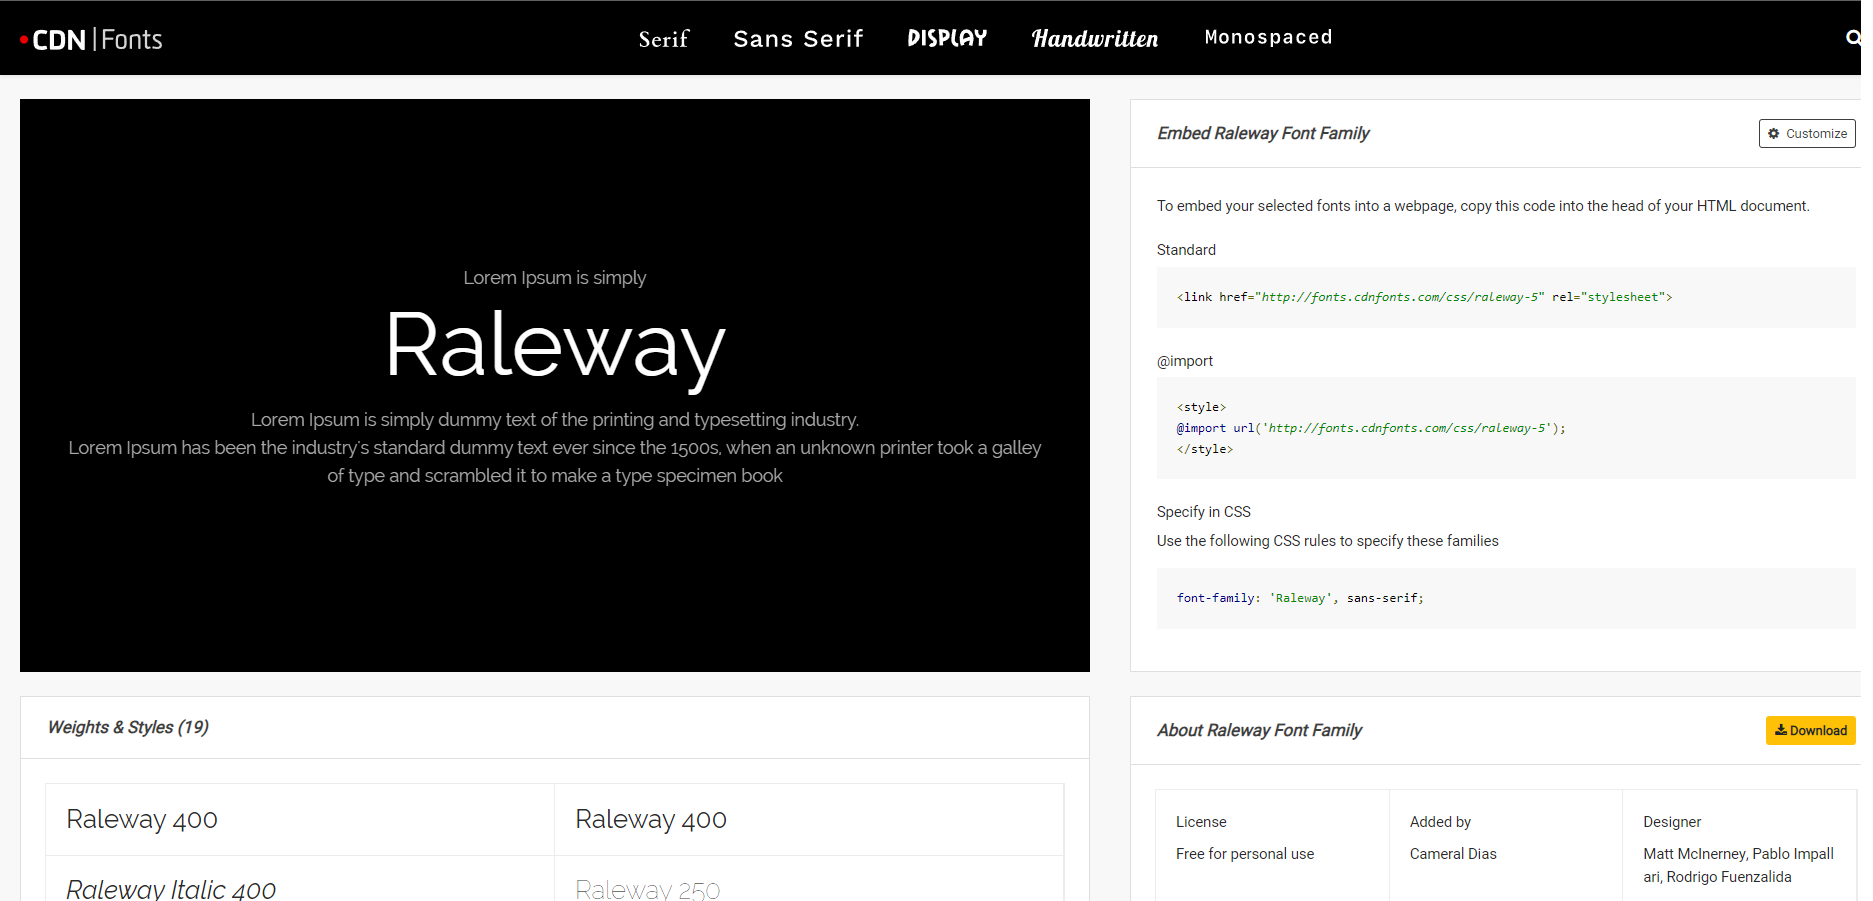 CDN|Fonts
Serif
Sans Serif
DISPLAY
Handwritten
Monospaced
Lorem Ipsum is simply
Raleway
Lorem Ipsum is simply dummy text of the printing and typesetting industry.
Lorem Ipsum has been the industry's standard dummy text ever since the 1500s, when an unknown printer took a galley
of type and scrambled it to make a type specimen book
Embed Raleway Font Family
Customize
To embed your selected fonts into a webpage, copy this code into the head of your HTML document.
Standard
<link href="http://fonts.cdnfonts.com/css/raleway-5" rel="stylesheet">
@import
<style>
@import url('http://fonts.cdnfonts.com/css/raleway-5');
</style>
Specify in CSS
Use the following CSS rules to specify these families
font-family: 'Raleway', sans-serif;
Weights & Styles (19)
Raleway 400
Raleway 400
Raleway Italic 400
Raleway 250
About Raleway Font Family
Download
License
Free for personal use
Added by
Cameral Dias
Designer
Matt McInerney, Pablo Impall
ari, Rodrigo Fuenzalida